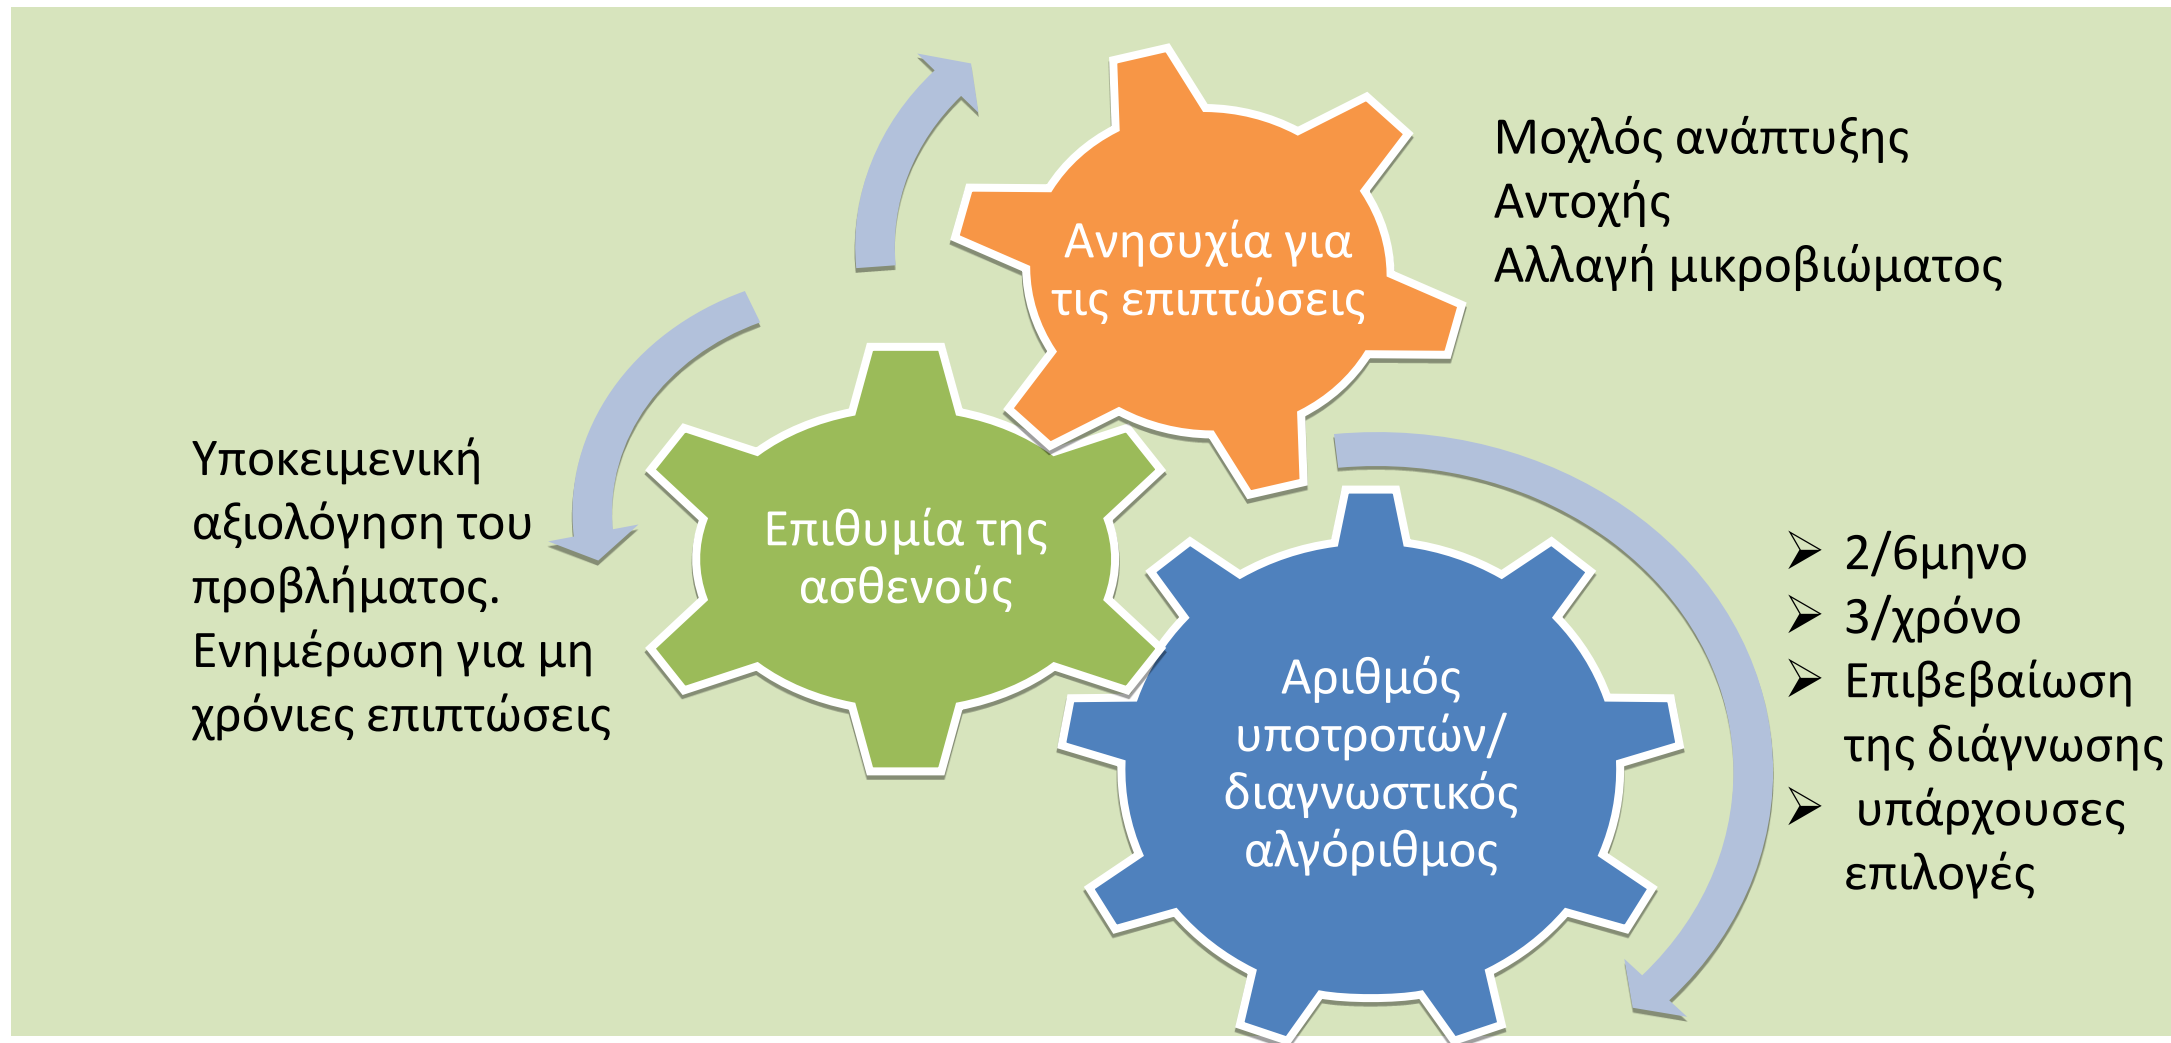 Ανησυχία για
τις επιπτώσεις
Μοχλός ανάπτυξης
Αντοχής
Αλλαγή μικροβιώματος
Υποκειμενική
αξιολόγηση του
προβλήματος.
Ενημέρωση για μη
χρόνιες επιπτώσεις
Επιθυμία της
ασθενούς
Αριθμός
υποτροπών/
διαγνωστικός
αλγόριθμος
➢ 2/6μηνο
➢ 3/χρόνο
➢ Επιβεβαίωση
της διάγνωσης
➢ υπάρχουσες
επιλογές